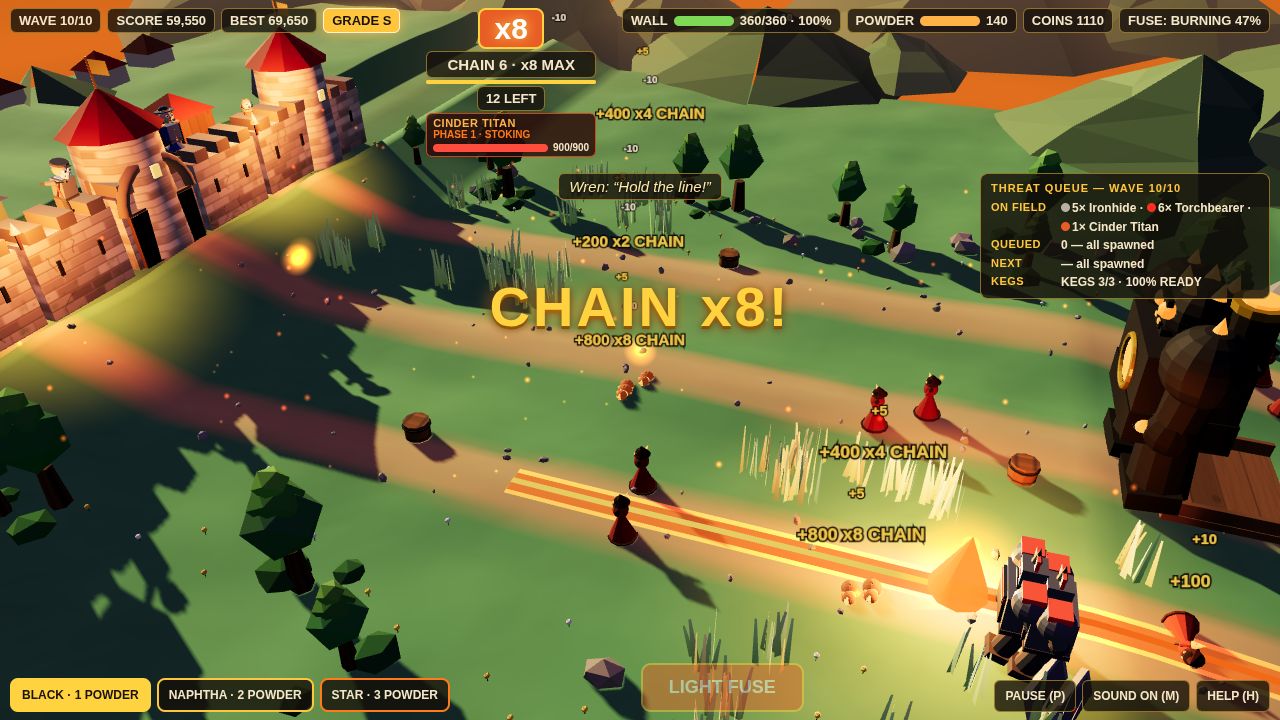 WAVE 10/10
SCORE 59,550
BEST 69,650
GRADE S
x8
-10
WALL 360/360 · 100%
POWDER 140
COINS 1110
FUSE: BURNING 47%
CHAIN 6 · x8 MAX
+5
-10
12 LEFT
+400 x4 CHAIN
CINDER TITAN
PHASE 1 · STOKING
900/900
-10
Wren: “Hold the line!”
-10
THREAT QUEUE — WAVE 10/10
ON FIELD 5× Ironhide · 6× Torchbearer ·
1× Cinder Titan
QUEUED 0 — all spawned
NEXT — all spawned
KEGS KEGS 3/3 · 100% READY
+200 x2 CHAIN
+5
CHAIN x8!
+800 x8 CHAIN
+5
+400 x4 CHAIN
+5
+800 x8 CHAIN
+10
+100
BLACK · 1 POWDER
NAPHTHA · 2 POWDER
STAR · 3 POWDER
LIGHT FUSE
PAUSE (P)
SOUND ON (M)
HELP (H)